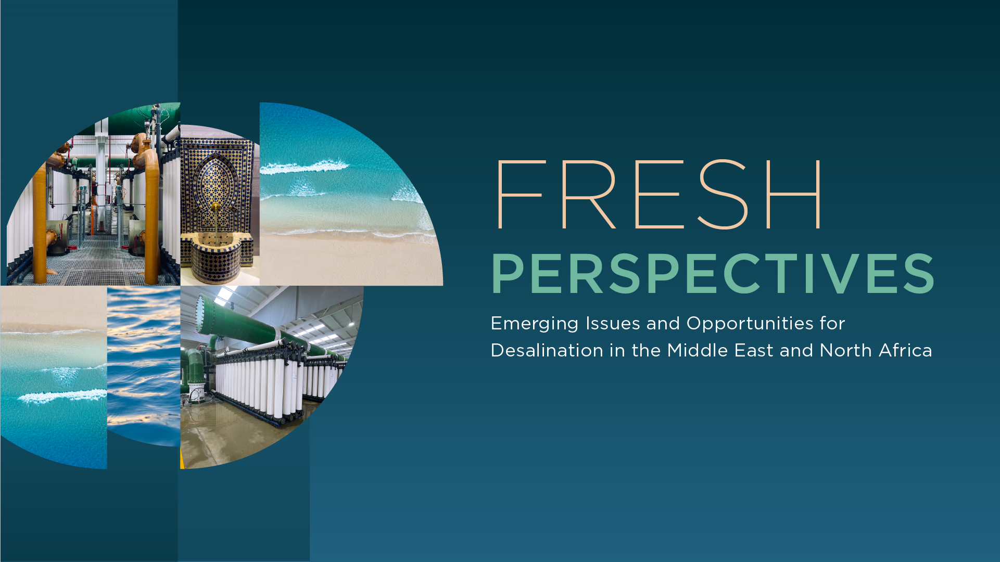 FRESH
PERSPECTIVES
Emerging Issues and Opportunities for
Desalination in the Middle East and North Africa